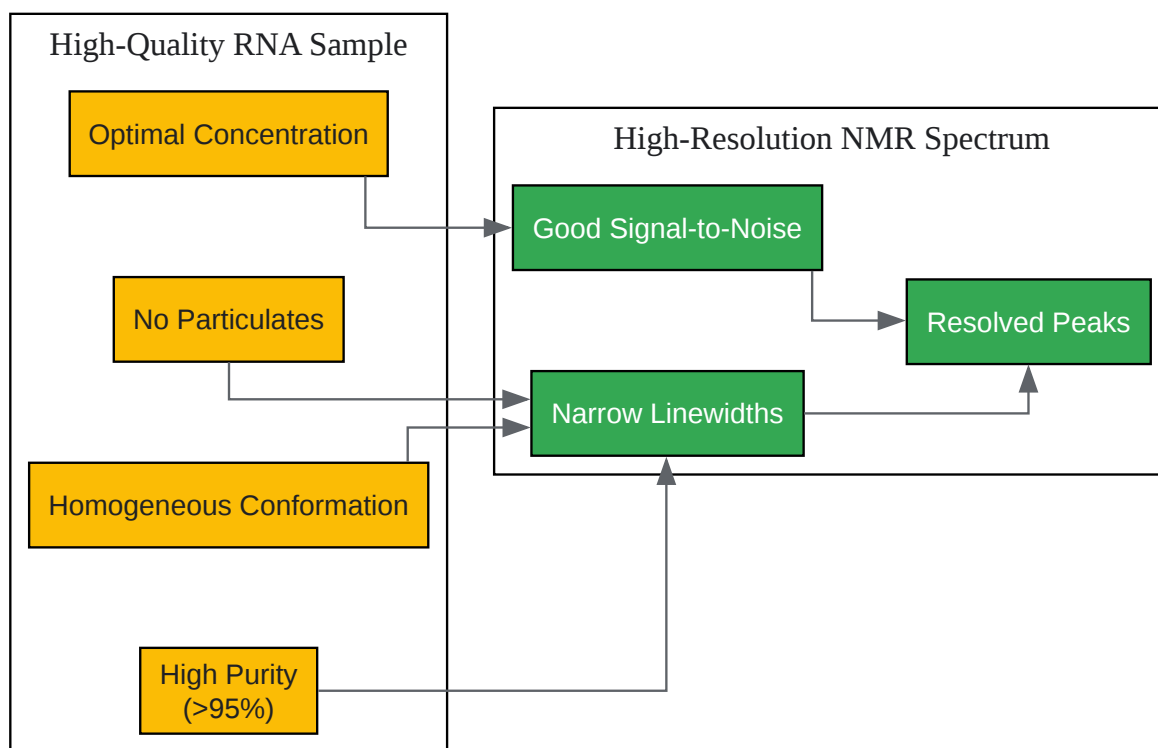 High-Quality RNA Sample
Optimal Concentration
No Particulates
Homogeneous Conformation
High Purity
(>95%)
High-Resolution NMR Spectrum
Good Signal-to-Noise
Narrow Linewidths
Resolved Peaks